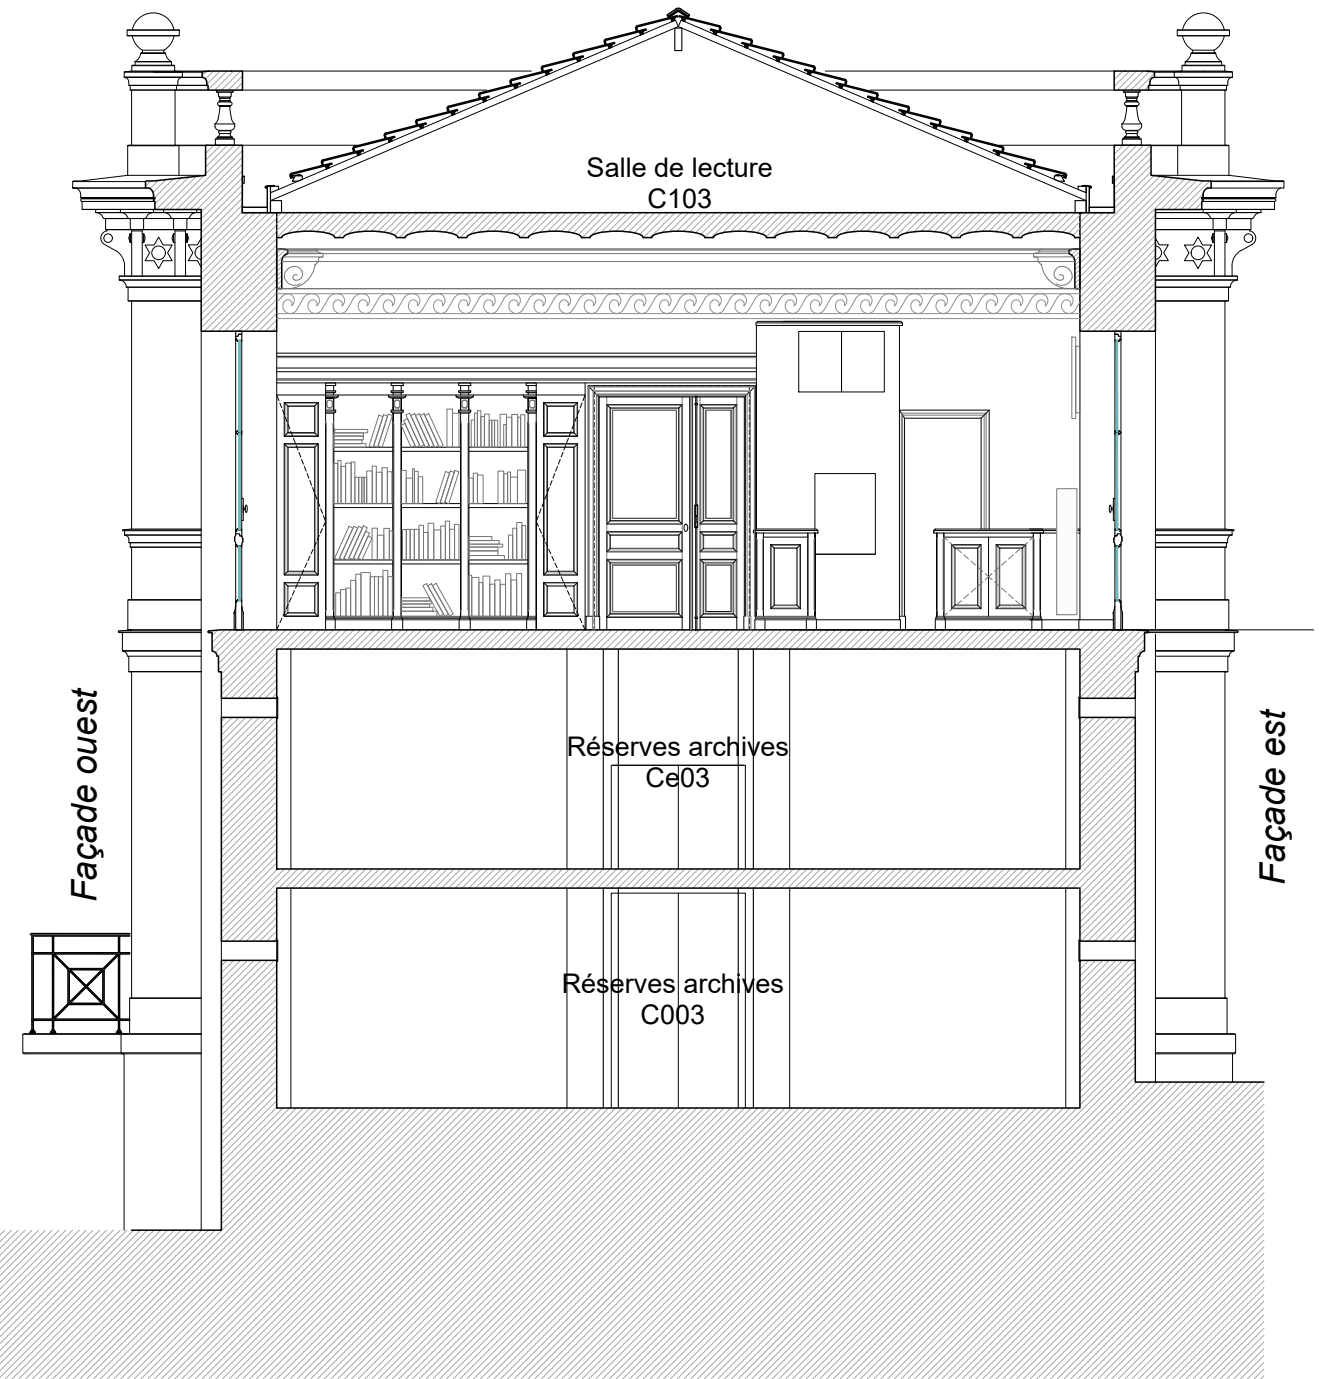 Salle de lecture
C103
Façade ouest
Réserves archives
Ce03
Façade est
Réserves archives
C003